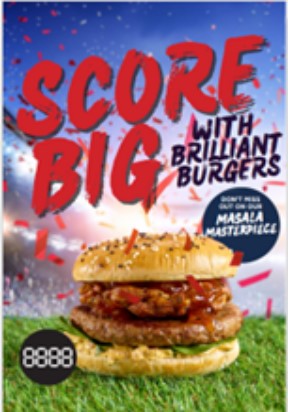 SCORE
BIG
WITH
BRILLIANT
BURGERS
DON'T MISS
OUT ON OUR
MASALA
MASTERPIECE
8888